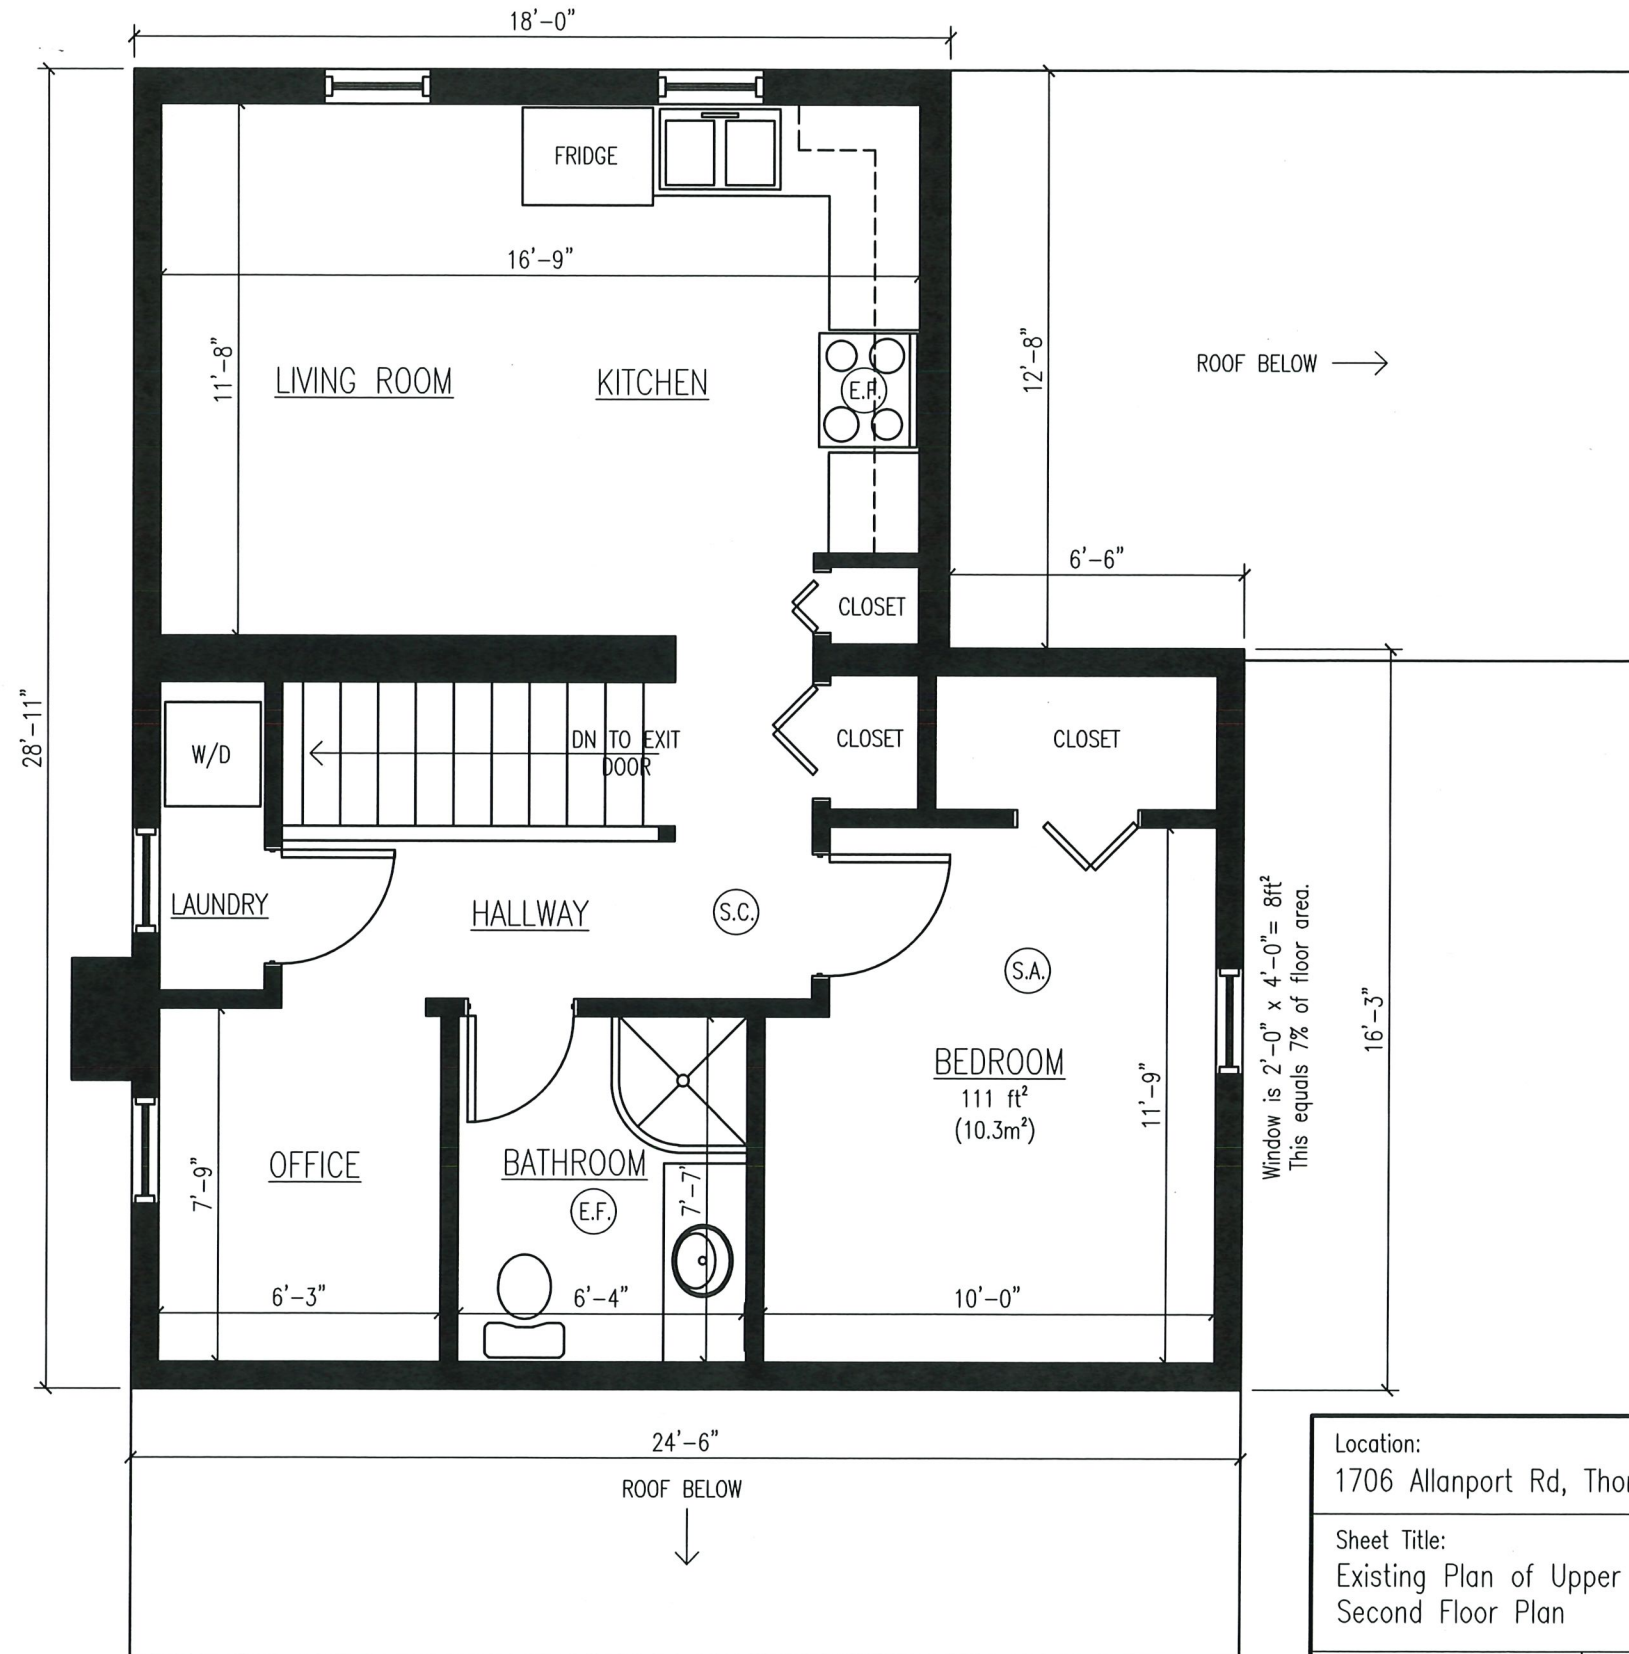 18'-0"
FRIDGE
16'-9"
11'-8"
LIVING ROOM
KITCHEN
E.F.
12'-8"
ROOF BELOW
6'-6"
CLOSET
28'-11"
W/D
DN TO EXIT
DOOR
CLOSET
CLOSET
LAUNDRY
HALLWAY
S.C.
S.A.
Window is 2'-0" x 4'-0"= 8ft²
This equals 7% of floor area.
16'-3"
BEDROOM
111 ft²
(10.3m²)
11'-9"
OFFICE
7'-9"
BATHROOM
E.F.
7'-7"
6'-3"
6'-4"
10'-0"
24'-6"
ROOF BELOW
Location:
1706 Allanport Rd,
Sheet Title:
Existing Plan of Upper
Second Floor Plan